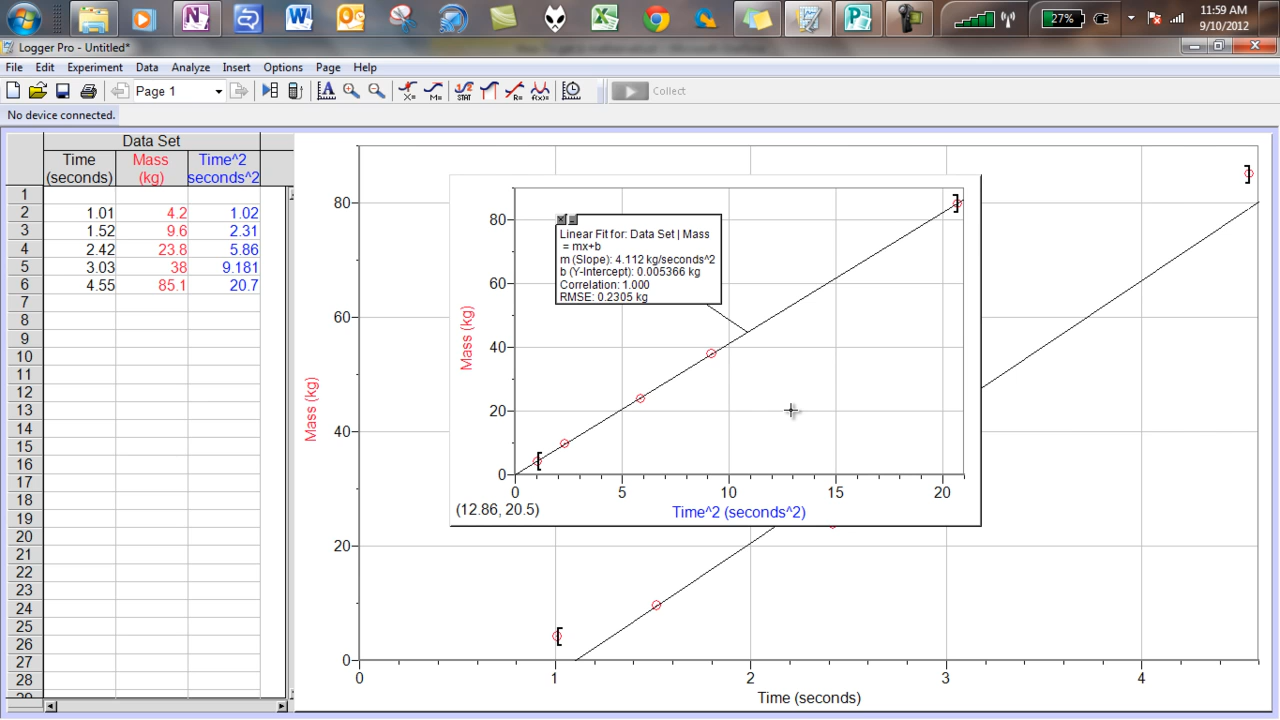 11:59 AM
27%
9/10/2012
Logger Pro - Untitled*
File Edit Experiment Data Analyze Insert Options Page Help
Page 1
Collect
No device connected.
Data Set
Time Mass Time^2
(seconds) (kg) seconds^2
1
2 1.01 4.2 1.02
3 1.52 9.6 2.31
4 2.42 23.8 5.86
5 3.03 38 9.181
6 4.55 85.1 20.7
7
8
9
10
11
12
13
14
15
16
17
18
19
20
21
22
23
24
25
26
27
28
29
80
60
40
20
0
Mass (kg)
0 1 2 3 4
Time (seconds)
80
60
40
20
0
Mass (kg)
Linear Fit for: Data Set | Mass
= mx+b
m (Slope): 4.112 kg/seconds^2
b (Y-Intercept): 0.005366 kg
Correlation: 1.000
RMSE: 0.2305 kg
0 5 10 15 20
(12.86, 20.5)
Time^2 (seconds^2)